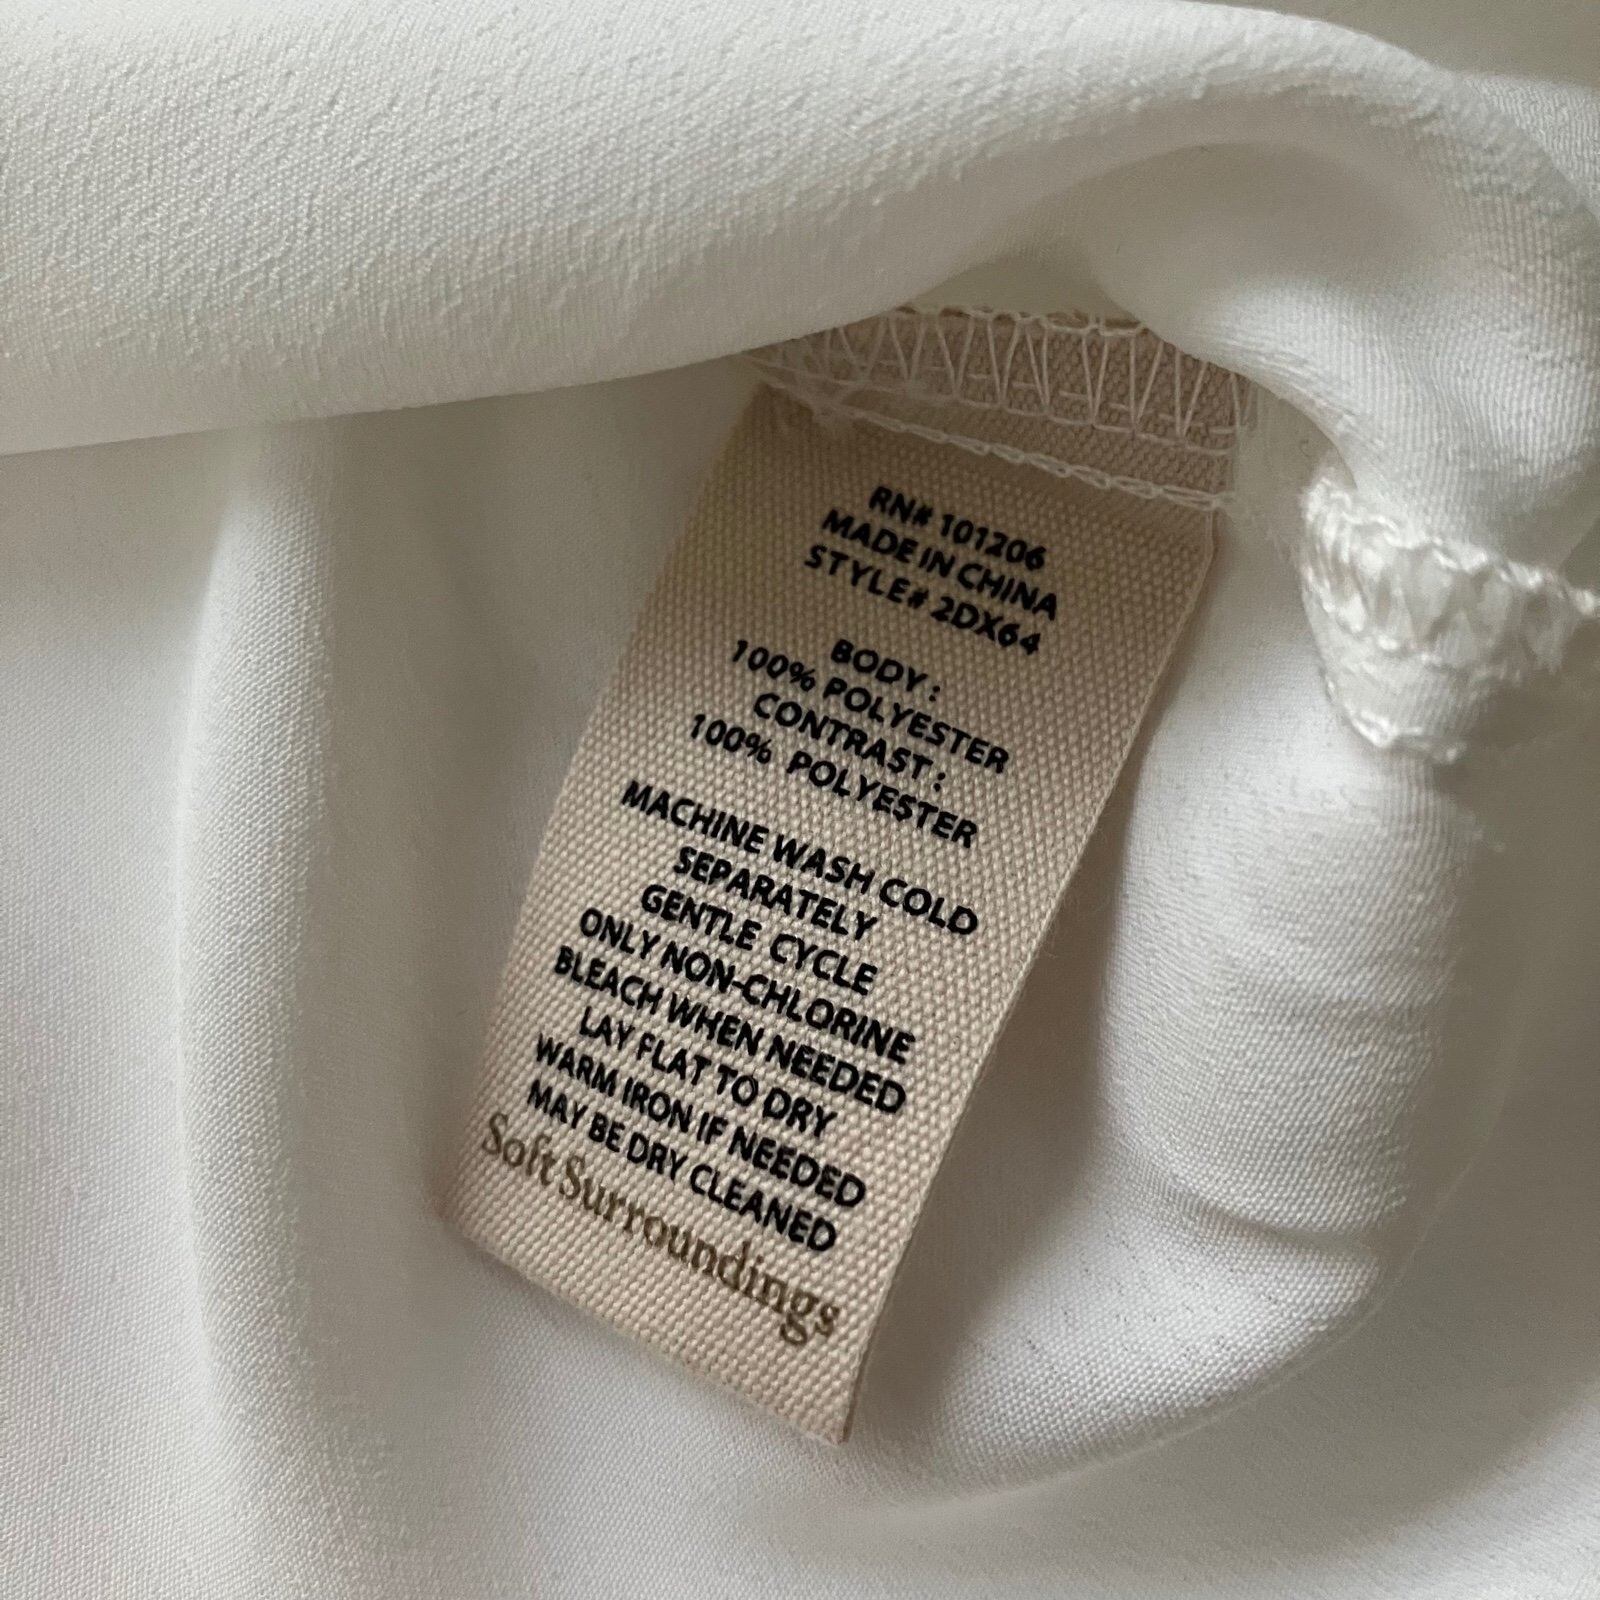 RN# 101206
MADE IN CHINA
STYLE# 2DX64
BODY :
100% POLYESTER
CONTRAST :
100% POLYESTER
MACHINE WASH COLD
SEPARATELY
GENTLE CYCLE
ONLY NON-CHLORINE
BLEACH WHEN NEEDED
LAY FLAT TO DRY
WARM IRON IF NEEDED
MAY BE DRY CLEANED
Soft Surroundings